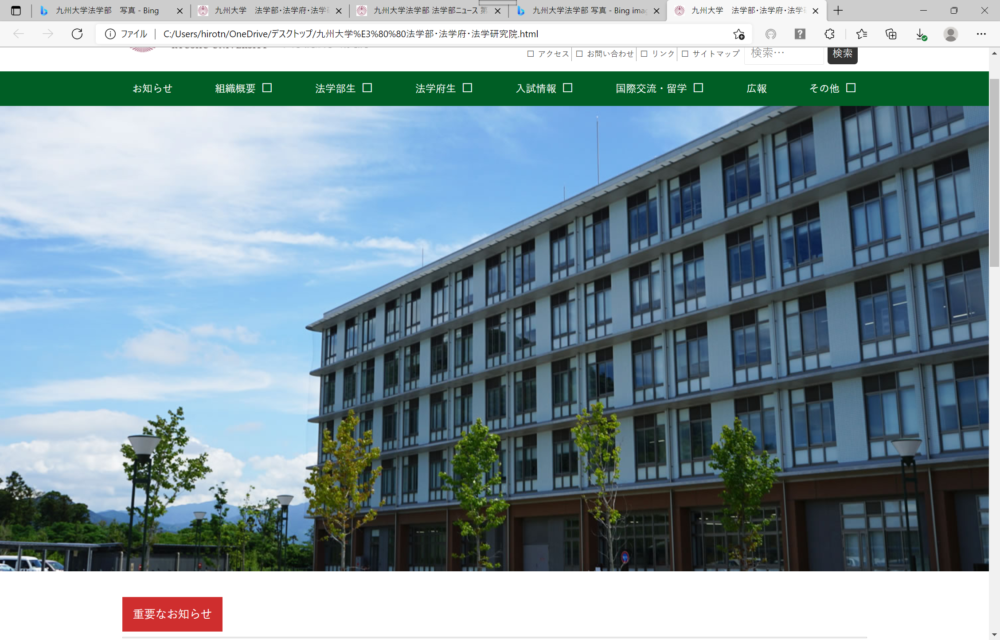 九州大学法学部　写真 - Bing
九州大学　法学部・法学府・法学研
九州大学法学部 法学部ニュース 第
九州大学法学部 写真 - Bing imag
九州大学　法学部・法学府・法学研
ファイル
C:/Users/hirotn/OneDrive/デスクトップ/九州大学%E3%80%80法学部・法学府・法学研究院.html
アクセス
お問い合わせ
リンク
サイトマップ
検索…
検索
お知らせ
組織概要
法学部生
法学府生
入試情報
国際交流・留学
広報
その他
重要なお知らせ